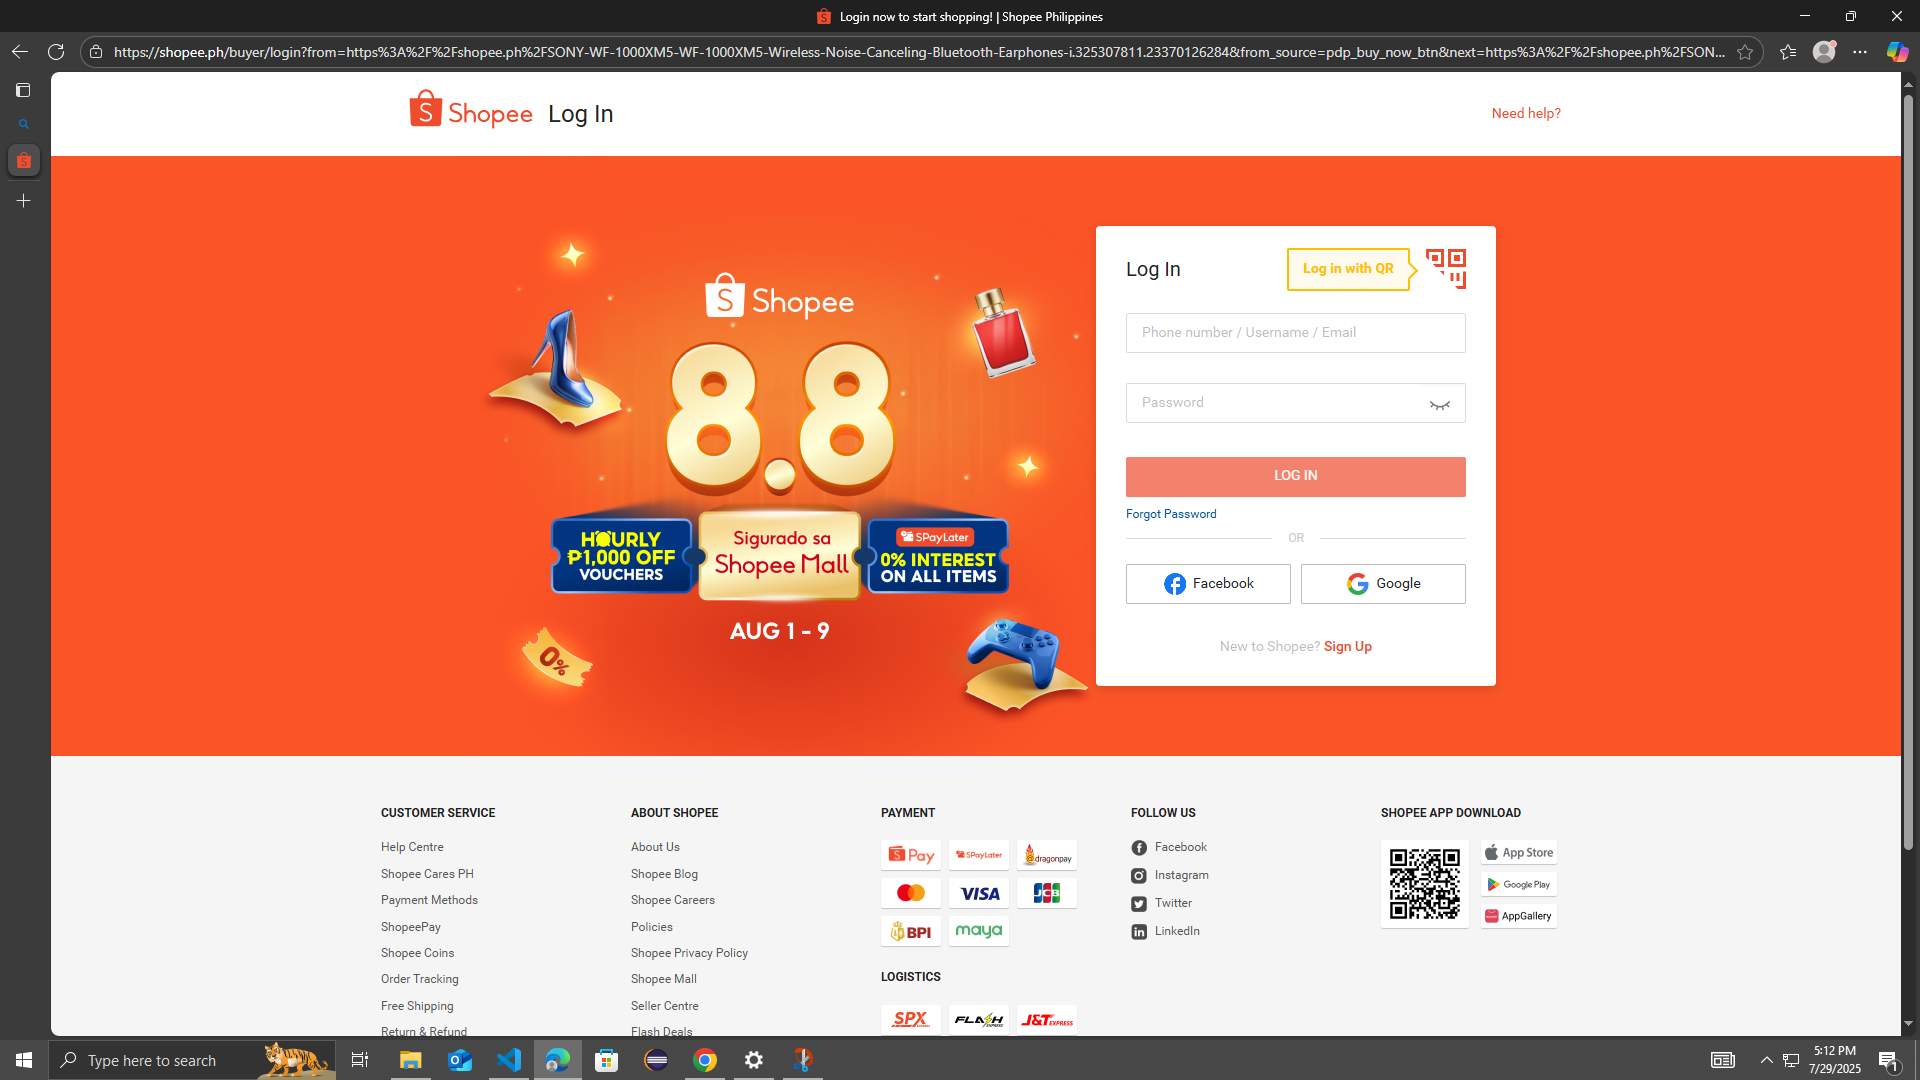 Login now to start shopping! | Shopee Philippines
https://shopee.ph/buyer/login?from=https%3A%2F%2Fshopee.ph%2FSONY-WF-1000XM5-WF-1000XM5-Wireless-Noise-Canceling-Bluetooth-Earphones-i.325307811.23370126284&from_source=pdp_buy_now_btn&next=https%3A%2F%2Fshopee.ph%2FSON...
Shopee Log In
Need help?
Shopee
8.8
HOURLY
₱1,000 OFF
VOUCHERS
Sigurado sa
Shopee Mall
SPayLater
0% INTEREST
ON ALL ITEMS
AUG 1 - 9
0%
Log In
Log in with QR
Phone number / Username / Email
Password
LOG IN
Forgot Password
OR
Facebook
Google
New to Shopee? Sign Up
CUSTOMER SERVICE
Help Centre
Shopee Cares PH
Payment Methods
ShopeePay
Shopee Coins
Order Tracking
Free Shipping
Return & Refund
ABOUT SHOPEE
About Us
Shopee Blog
Shopee Careers
Policies
Shopee Privacy Policy
Shopee Mall
Seller Centre
Flash Deals
PAYMENT
Pay
SPayLater
dragonpay
VISA
JCB
BPI
maya
LOGISTICS
SPX EXPRESS
FLASH EXPRESS
J&T EXPRESS
FOLLOW US
Facebook
Instagram
Twitter
LinkedIn
SHOPEE APP DOWNLOAD
App Store
Google Play
AppGallery
Type here to search
5:12 PM
7/29/2025
1